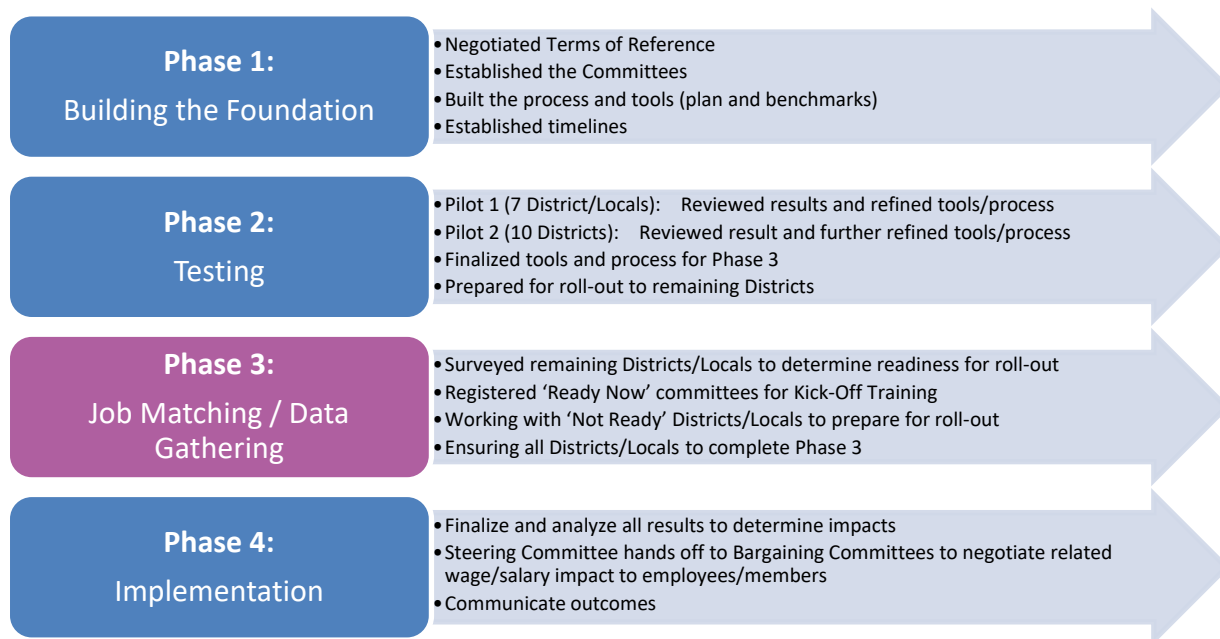 Phase 1:
Building the Foundation
•Negotiated Terms of Reference
•Established the Committees
•Built the process and tools (plan and benchmarks)
•Established timelines
Phase 2:
Testing
•Pilot 1 (7 District/Locals): Reviewed results and refined tools/process
•Pilot 2 (10 Districts): Reviewed result and further refined tools/process
•Finalized tools and process for Phase 3
•Prepared for roll-out to remaining Districts
Phase 3:
Job Matching / Data
Gathering
•Surveyed remaining Districts/Locals to determine readiness for roll-out
•Registered ‘Ready Now’ committees for Kick-Off Training
•Working with ‘Not Ready’ Districts/Locals to prepare for roll-out
•Ensuring all Districts/Locals to complete Phase 3
Phase 4:
Implementation
•Finalize and analyze all results to determine impacts
•Steering Committee hands off to Bargaining Committees to negotiate related
wage/salary impact to employees/members
•Communicate outcomes